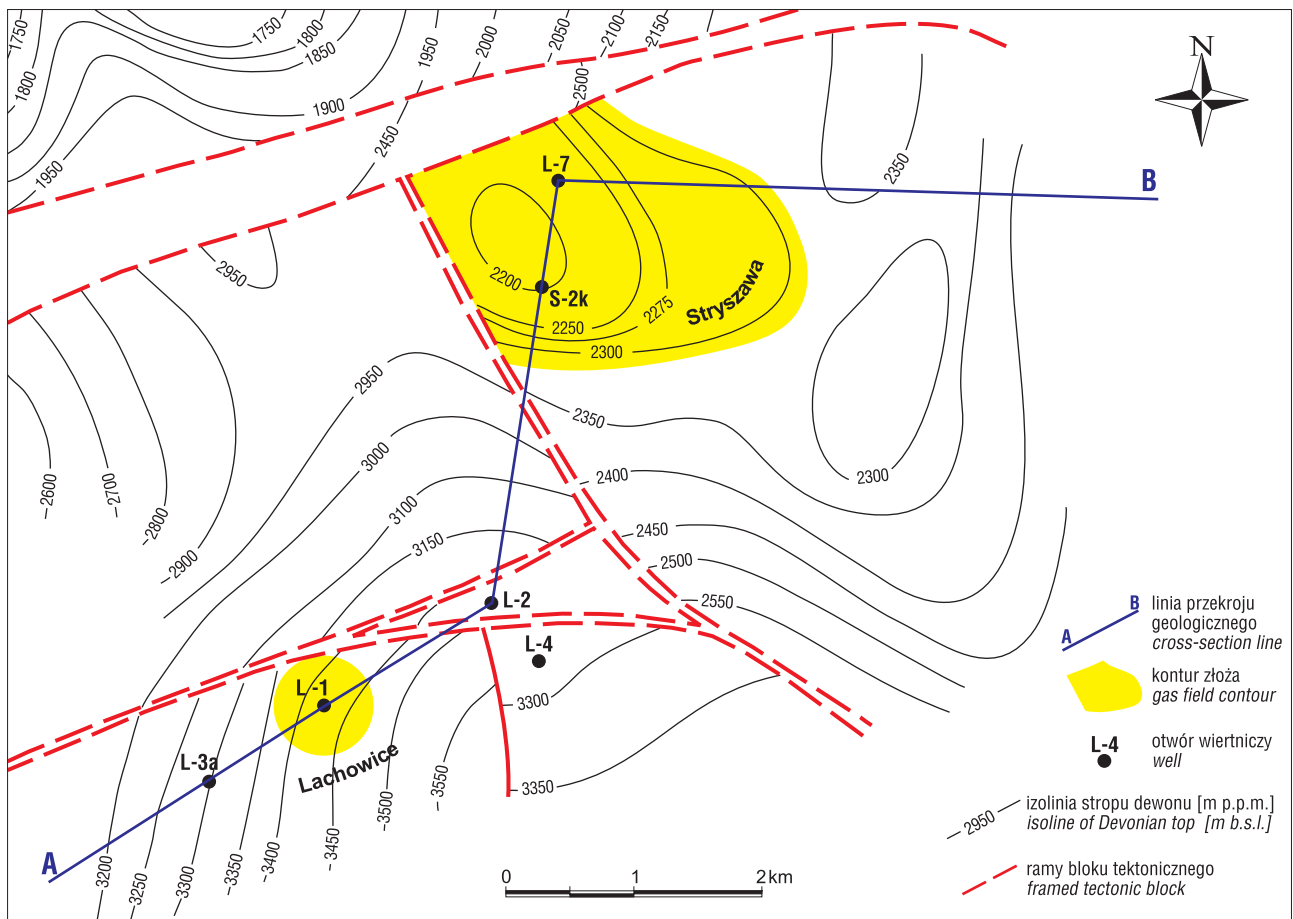 1750
1800
1750
1800
1850
1900
1950
2000
1950
2050
2100
2150
2450
2500
2350
N
L-7
B
2950
2200
S-2k
2250
2275
2300
Stryszawa
2950
2350
3000
2400
2300
2600
2700
2800
2900
3100
3150
2450
2500
2550
L-2
L-4
3300
3350
L-1
Lachowice
L-3a
A
3200
3250
3300
3350
3400
3450
3500
3550
0 1 2 km
B
A
linia przekroju
geologicznego
cross-section line
kontur złoża
gas field contour
L-4
otwór wiertniczy
well
2950
izolinia stropu dewonu [m p.p.m.]
isoline of Devonian top [m b.s.l.]
ramy bloku tektonicznego
framed tectonic block